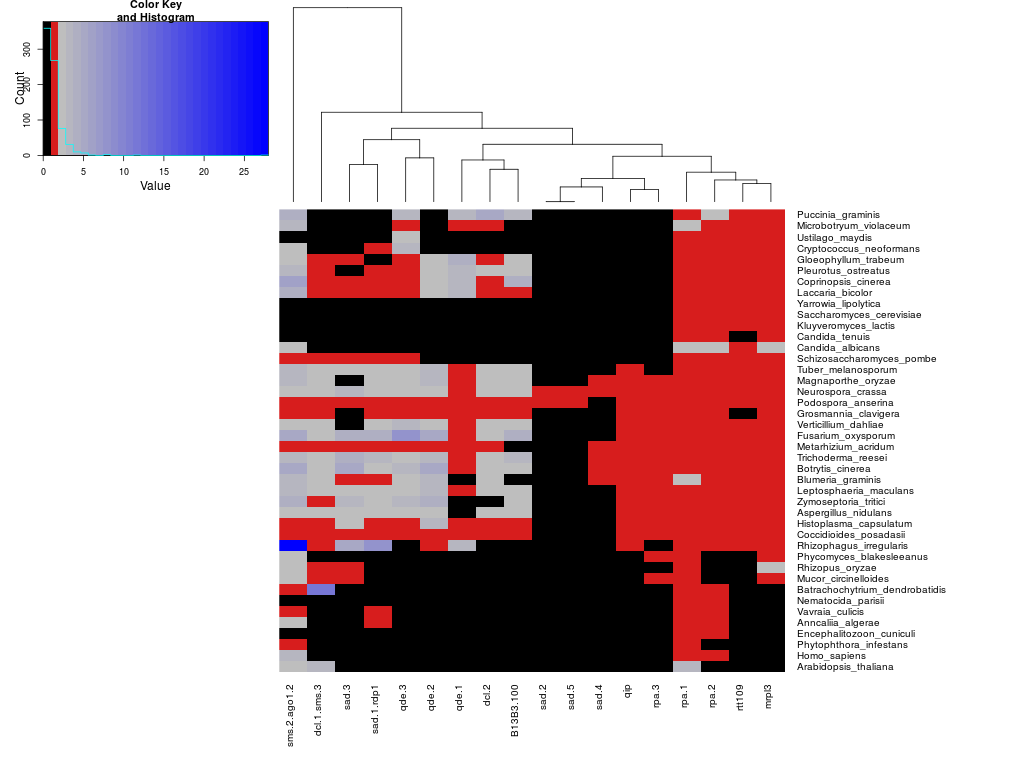 Color Key
and Histogram
Count
0 100 200 300
0 5 10 15 20 25
Value
Puccinia_graminis
Microbotryum_violaceum
Ustilago_maydis
Cryptococcus_neoformans
Gloeophyllum_trabeum
Pleurotus_ostreatus
Coprinopsis_cinerea
Laccaria_bicolor
Yarrowia_lipolytica
Saccharomyces_cerevisiae
Kluyveromyces_lactis
Candida_tenuis
Candida_albicans
Schizosaccharomyces_pombe
Tuber_melanosporum
Magnaporthe_oryzae
Neurospora_crassa
Podospora_anserina
Grosmannia_clavigera
Verticillium_dahliae
Fusarium_oxysporum
Metarhizium_acridum
Trichoderma_reesei
Botrytis_cinerea
Blumeria_graminis
Leptosphaeria_maculans
Zymoseptoria_tritici
Aspergillus_nidulans
Histoplasma_capsulatum
Coccidioides_posadasii
Rhizophagus_irregularis
Phycomyces_blakesleeanus
Rhizopus_oryzae
Mucor_circinelloides
Batrachochytrium_dendrobatidis
Nematocida_parisii
Vavraia_culicis
Anncaliia_algerae
Encephalitozoon_cuniculi
Phytophthora_infestans
Homo_sapiens
Arabidopsis_thaliana
sms.2.ago1.2
dcl.1.sms.3
sad.3
sad.1.rdp1
qde.3
qde.2
qde.1
dcl.2
B13B3.100
sad.2
sad.5
sad.4
qip
rpa.3
rpa.1
rpa.2
rtt109
mrpl3